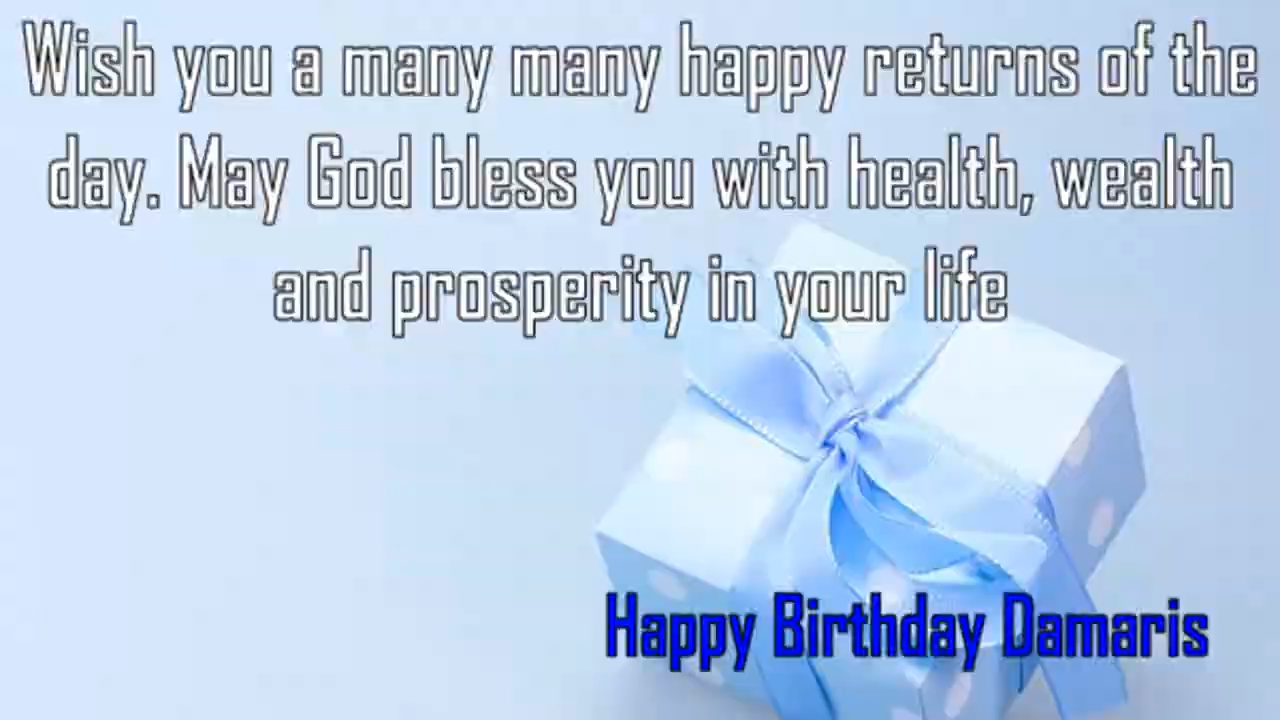 Wish you a many many happy returns of the
day. May God bless you with health, wealth
and prosperity in your life
Happy Birthday Damaris